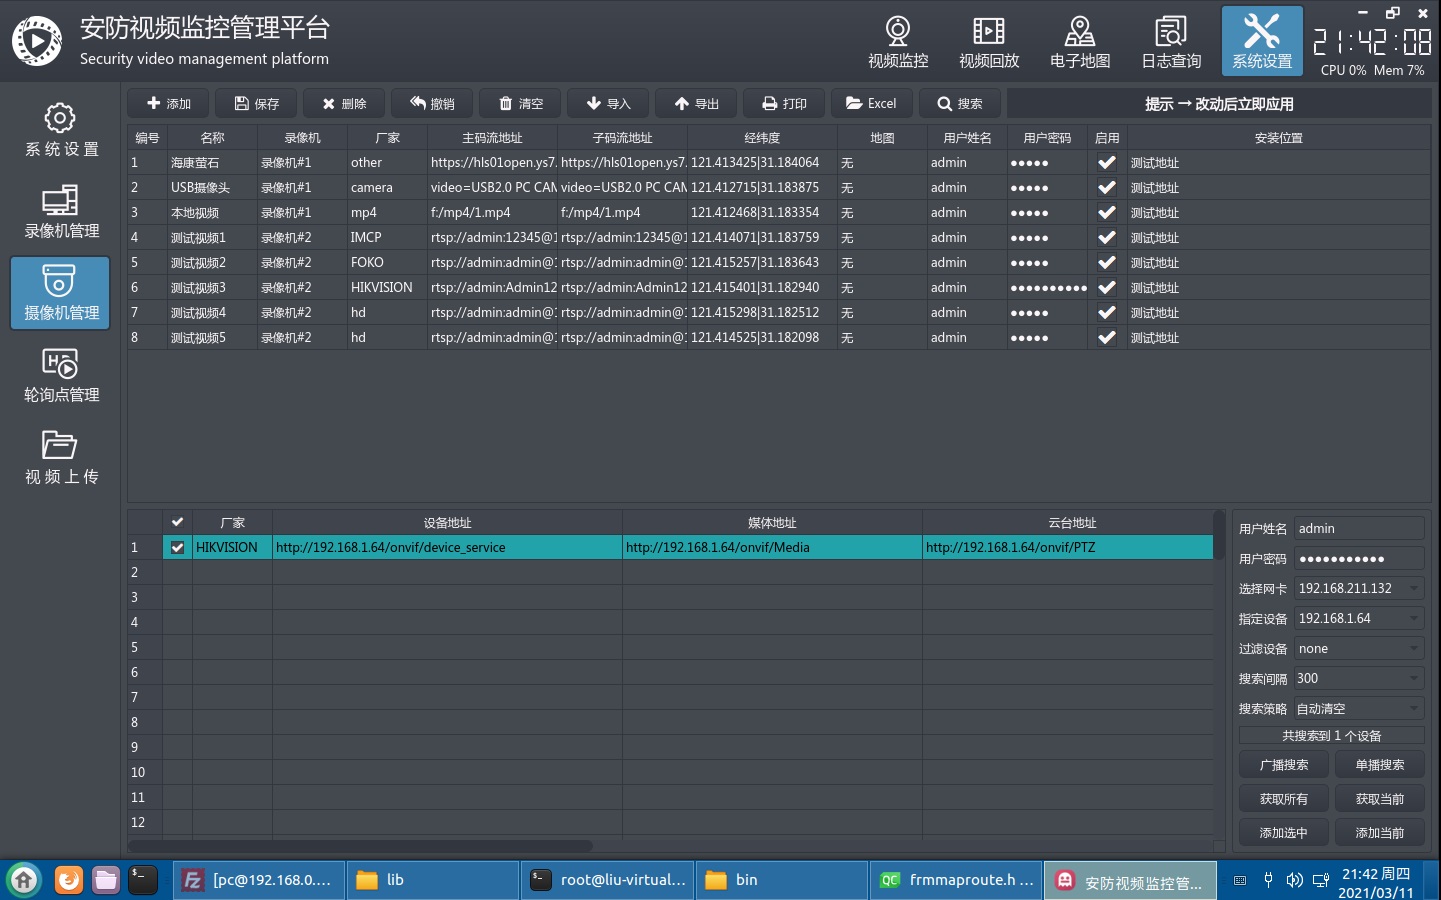 安防视频监控管理平台
Security video management platform
视频监控
视频回放
电子地图
日志查询
系统设置
21:42:08
CPU 0% Mem 7%
系 统 设 置
录像机管理
摄像机管理
轮询点管理
视 频 上 传
添加 保存 删除 撤销 清空 导入 导出 打印 Excel 搜索 提示 → 改动后立即应用
编号 名称 录像机 厂家 主码流地址 子码流地址 经纬度 地图 用户姓名 用户密码 启用 安装位置
1 海康萤石 录像机#1 other https://hls01open.ys7. https://hls01open.ys7. 121.413425|31.184064 无 admin ●●●●● 测试地址
2 USB摄像头 录像机#1 camera video=USB2.0 PC CAM video=USB2.0 PC CAM 121.412715|31.183875 无 admin ●●●●● 测试地址
3 本地视频 录像机#1 mp4 f:/mp4/1.mp4 f:/mp4/1.mp4 121.412468|31.183354 无 admin ●●●●● 测试地址
4 测试视频1 录像机#2 IMCP rtsp://admin:12345@1 rtsp://admin:12345@1 121.414071|31.183759 无 admin ●●●●● 测试地址
5 测试视频2 录像机#2 FOKO rtsp://admin:admin@1 rtsp://admin:admin@1 121.415257|31.183643 无 admin ●●●●● 测试地址
6 测试视频3 录像机#2 HIKVISION rtsp://admin:Admin12 rtsp://admin:Admin12 121.415401|31.182940 无 admin ●●●●●●●●●● 测试地址
7 测试视频4 录像机#2 hd rtsp://admin:admin@1 rtsp://admin:admin@1 121.415298|31.182512 无 admin ●●●●● 测试地址
8 测试视频5 录像机#2 hd rtsp://admin:admin@1 rtsp://admin:admin@1 121.414525|31.182098 无 admin ●●●●● 测试地址
厂家 设备地址 媒体地址 云台地址
1 HIKVISION http://192.168.1.64/onvif/device_service http://192.168.1.64/onvif/Media http://192.168.1.64/onvif/PTZ
2
3
4
5
6
7
8
9
10
11
12
用户姓名 admin
用户密码 ●●●●●●●●●●●
选择网卡 192.168.211.132
指定设备 192.168.1.64
过滤设备 none
搜索间隔 300
搜索策略 自动清空
共搜索到 1 个设备
广播搜索 单播搜索
获取所有 获取当前
添加选中 添加当前
[pc@192.168.0.... lib root@liu-virtual... bin frmmaproute.h ... 安防视频监控管...
21:42 周四
2021/03/11